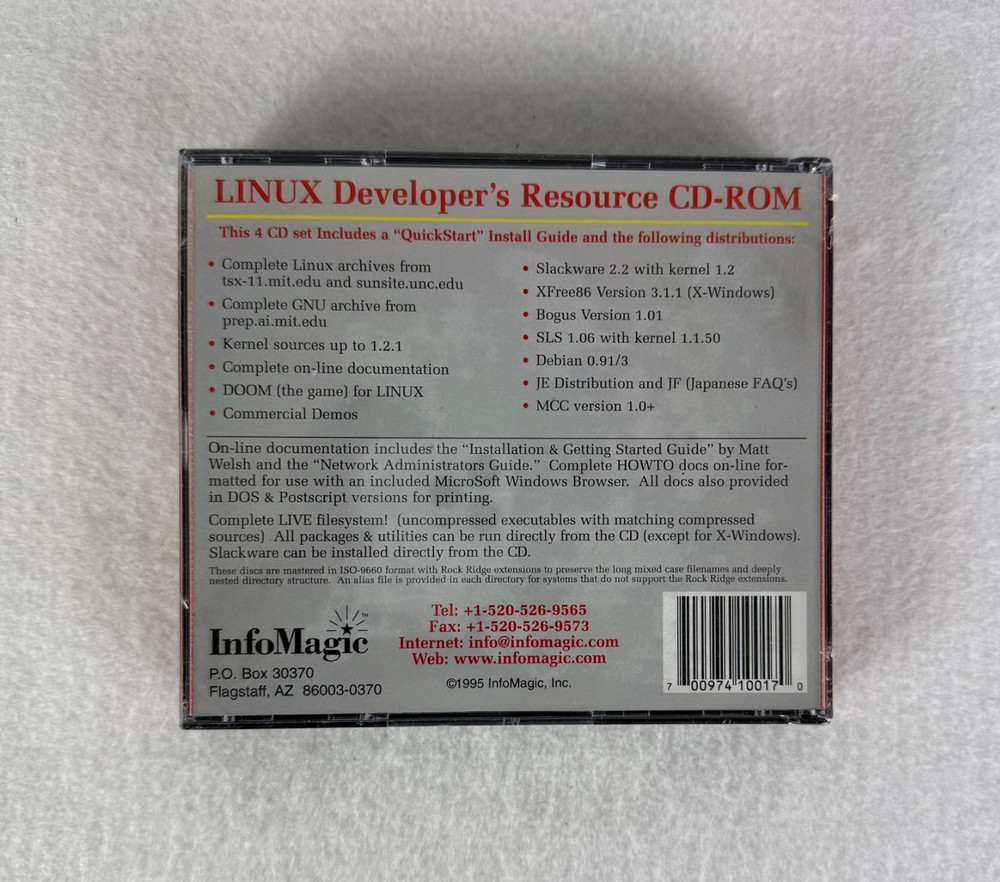 LINUX Developer's Resource CD-ROM
This 4 CD set Includes a "QuickStart" Install Guide and the following distributions:
• Complete Linux archives from
tsx-11.mit.edu and sunsite.unc.edu
• Complete GNU archive from
prep.ai.mit.edu
• Kernel sources up to 1.2.1
• Complete on-line documentation
• DOOM (the game) for LINUX
• Commercial Demos
• Slackware 2.2 with kernel 1.2
• XFree86 Version 3.1.1 (X-Windows)
• Bogus Version 1.01
• SLS 1.06 with kernel 1.1.50
• Debian 0.91/3
• JE Distribution and JF (Japanese FAQ's)
• MCC version 1.0+
On-line documentation includes the "Installation & Getting Started Guide" by Matt
Welsh and the "Network Administrators Guide." Complete HOWTO docs on-line for-
matted for use with an included MicroSoft Windows Browser. All docs also provided
in DOS & Postscript versions for printing.
Complete LIVE filesystem! (uncompressed executables with matching compressed
sources) All packages & utilities can be run directly from the CD (except for X-Windows).
Slackware can be installed directly from the CD.
These discs are mastered in ISO-9660 format with Rock Ridge extensions to preserve the long mixed case filenames and deeply
nested directory structure. An alias file is provided in each directory for systems that do not support the Rock Ridge extensions.
InfoMagic™
P.O. Box 30370
Flagstaff, AZ 86003-0370
Tel: +1-520-526-9565
Fax: +1-520-526-9573
Internet: info@infomagic.com
Web: www.infomagic.com
©1995 InfoMagic, Inc.
7 00974 10017 0